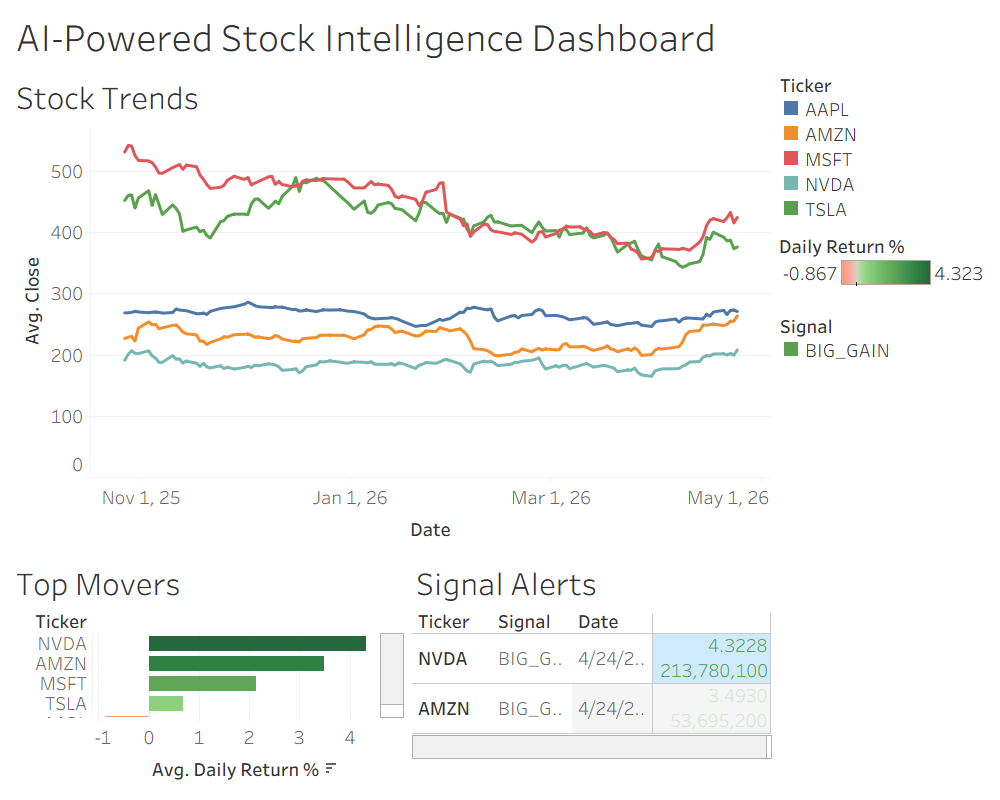 AI-Powered Stock Intelligence Dashboard
Stock Trends
Ticker
AAPL
AMZN
MSFT
NVDA
TSLA
Daily Return %
-0.867 4.323
Signal
BIG_GAIN
Avg. Close
500
400
300
200
100
0
Nov 1, 25 Jan 1, 26 Mar 1, 26 May 1, 26
Date
Top Movers
Ticker
NVDA
AMZN
MSFT
TSLA
-1 0 1 2 3 4
Avg. Daily Return %
Signal Alerts
Ticker Signal Date
NVDA BIG_G.. 4/24/2.. 4.3228
213,780,100
AMZN BIG_G.. 4/24/2.. 3.4930
53,695,200